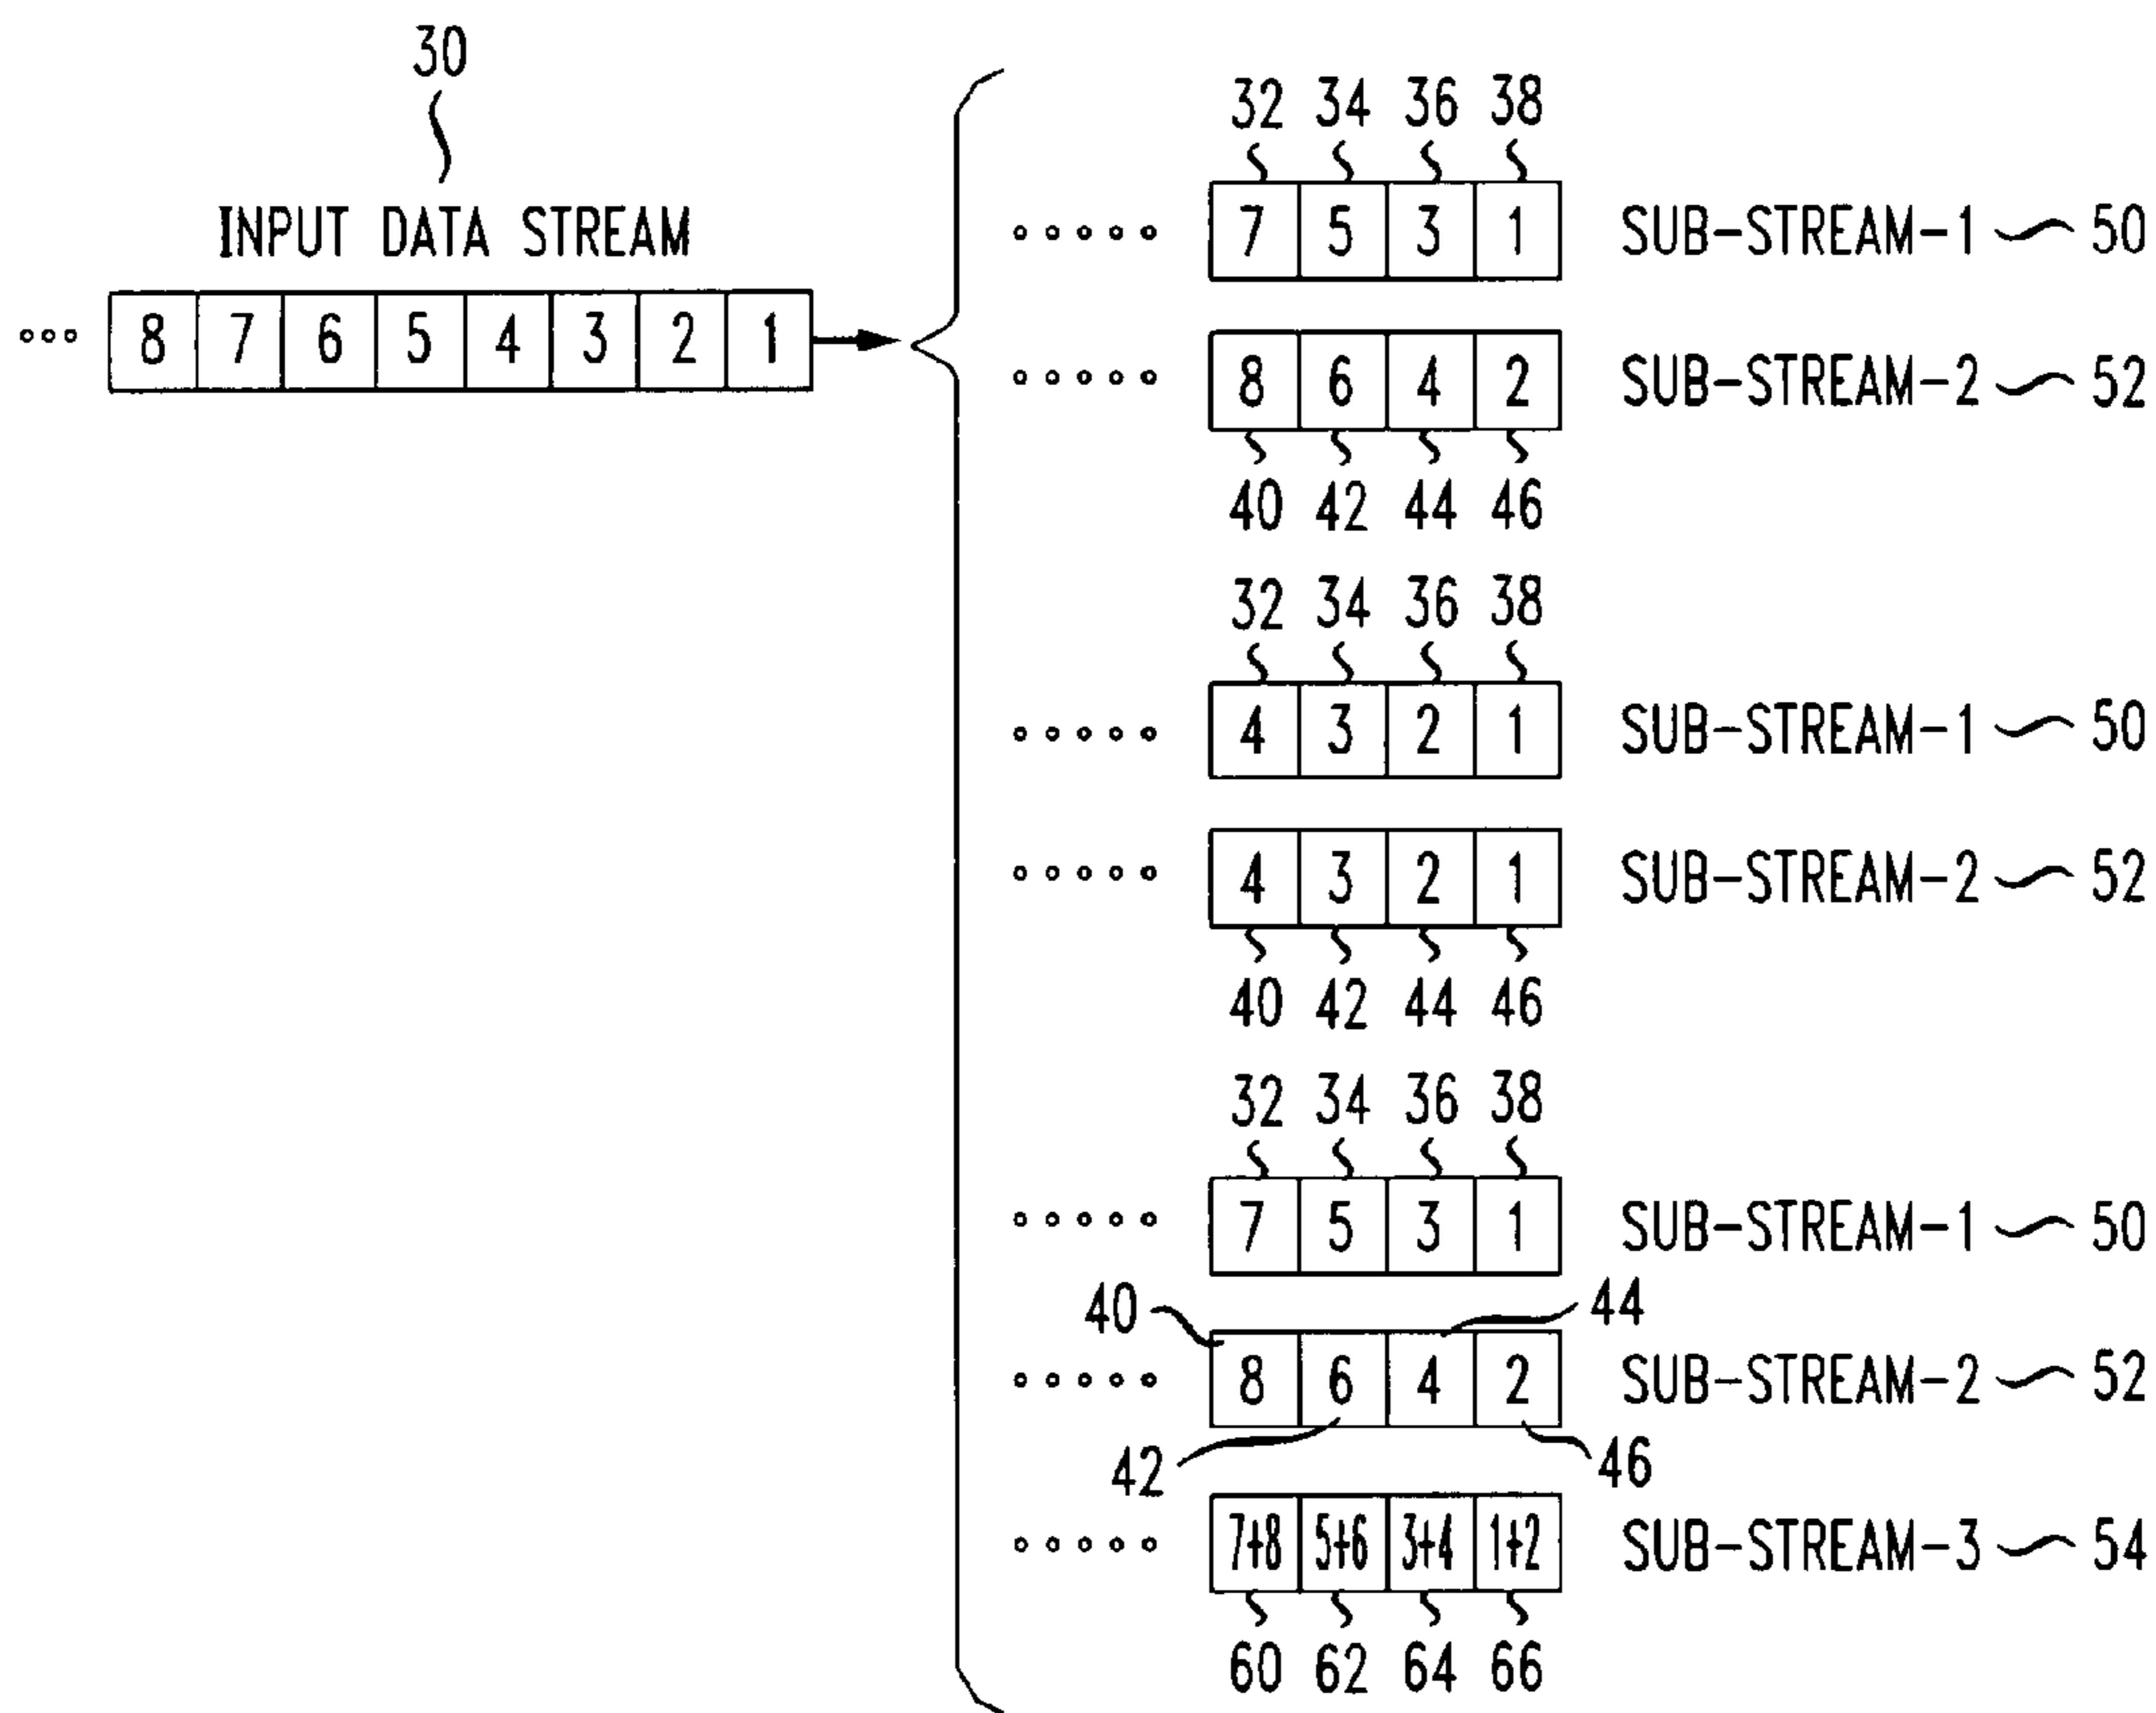 30
INPUT DATA STREAM
8 7 6 5 4 3 2 1
32 34 36 38
7 5 3 1 SUB-STREAM-1 50
8 6 4 2 SUB-STREAM-2 52
40 42 44 46
32 34 36 38
4 3 2 1 SUB-STREAM-1 50
4 3 2 1 SUB-STREAM-2 52
40 42 44 46
32 34 36 38
7 5 3 1 SUB-STREAM-1 50
40 44
8 6 4 2 SUB-STREAM-2 52
42 46
7+8 5+6 3+4 1+2 SUB-STREAM-3 54
60 62 64 66